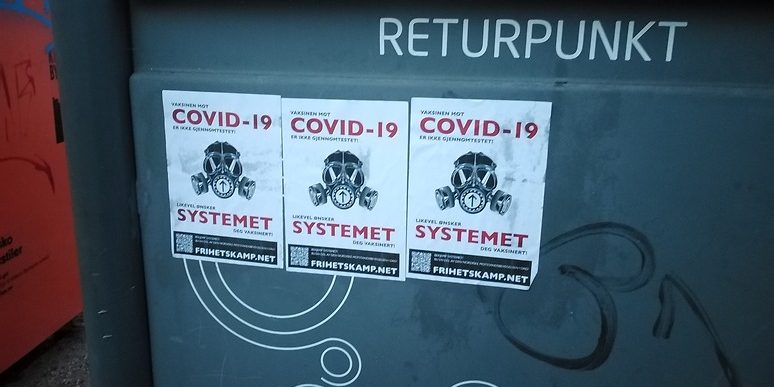 RETURPUNKT
VAKSINEN MOT
COVID-19
ER IKKE GJENNOMTESTET!
LIKEVEL ØNSKER
SYSTEMET
DEG VAKSINERT!
FRIHETSKAMP.NET
VAKSINEN MOT
COVID-19
ER IKKE GJENNOMTESTET!
LIKEVEL ØNSKER
SYSTEMET
DEG VAKSINERT!
FRIHETSKAMP.NET
VAKSINEN MOT
COVID-19
ER IKKE GJENNOMTESTET!
LIKEVEL ØNSKER
SYSTEMET
DEG VAKSINERT!
FRIHETSKAMP.NET